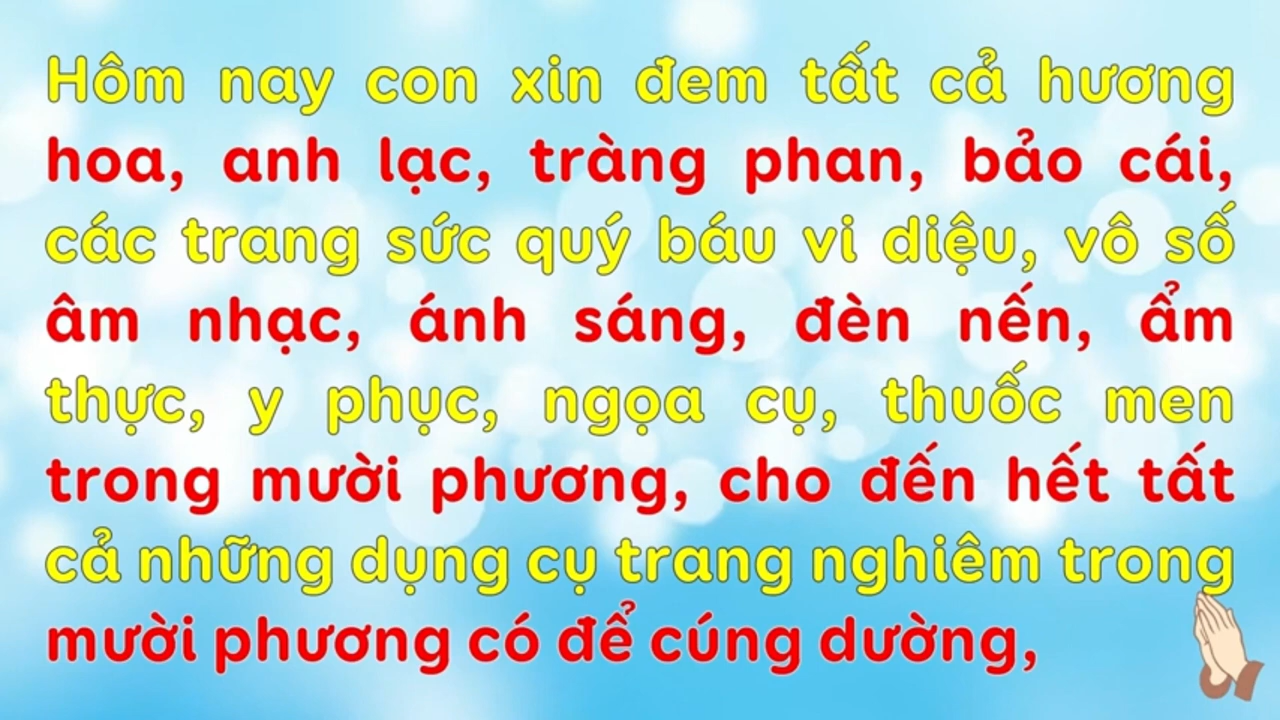 Hôm nay con xin đem tất cả hương
hoa, anh lạc, tràng phan, bảo cái,
các trang sức quý báu vi diệu, vô số
âm nhạc, ánh sáng, đèn nến, ẩm
thực, y phục, ngọa cụ, thuốc men
trong mười phương, cho đến hết tất
cả những dụng cụ trang nghiêm trong
mười phương có để cúng dường,